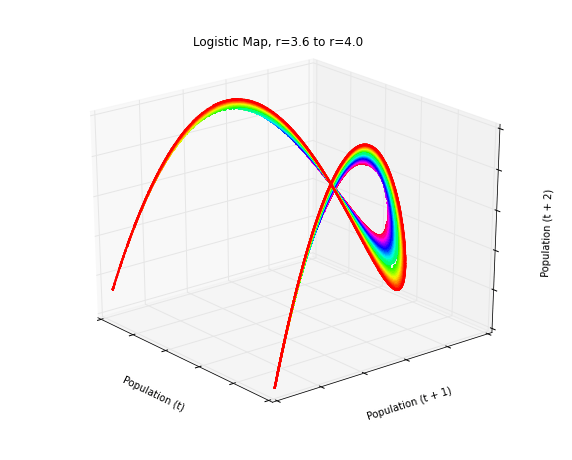 Logistic Map, r=3.6 to r=4.0
Population (t + 2)
Population (t)
Population (t + 1)